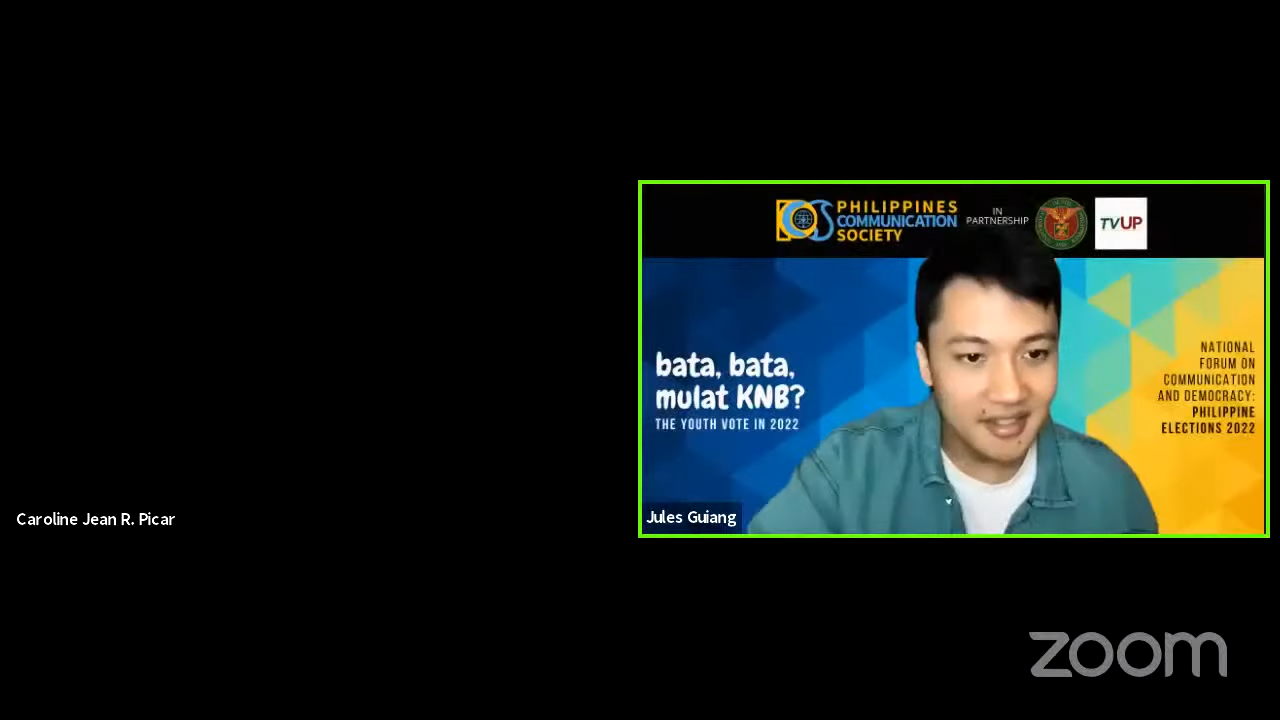 PHILIPPINES
COMMUNICATION
SOCIETY
IN
PARTNERSHIP
TVUP
bata, bata,
mulat KNB?
THE YOUTH VOTE IN 2022
NATIONAL
FORUM ON
COMMUNICATION
AND DEMOCRACY:
PHILIPPINE
ELECTIONS 2022
Caroline Jean R. Picar
Jules Guiang
zoom